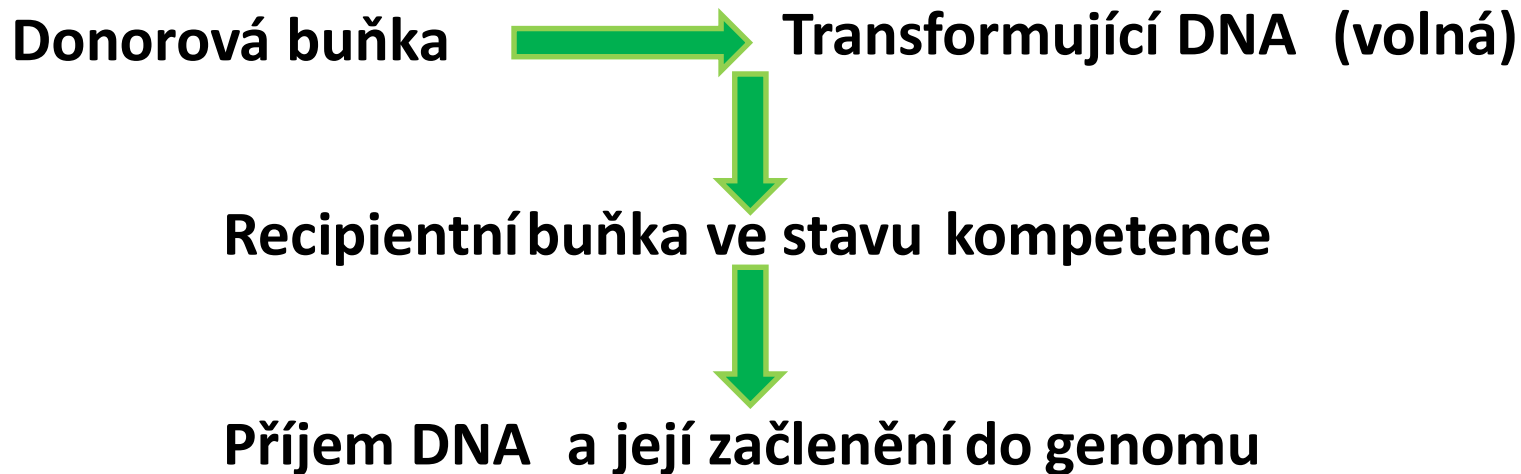 Donorová buňka Transformující DNA (volná)
Recipientní buňka ve stavu kompetence
Příjem DNA a její začlenění do genomu